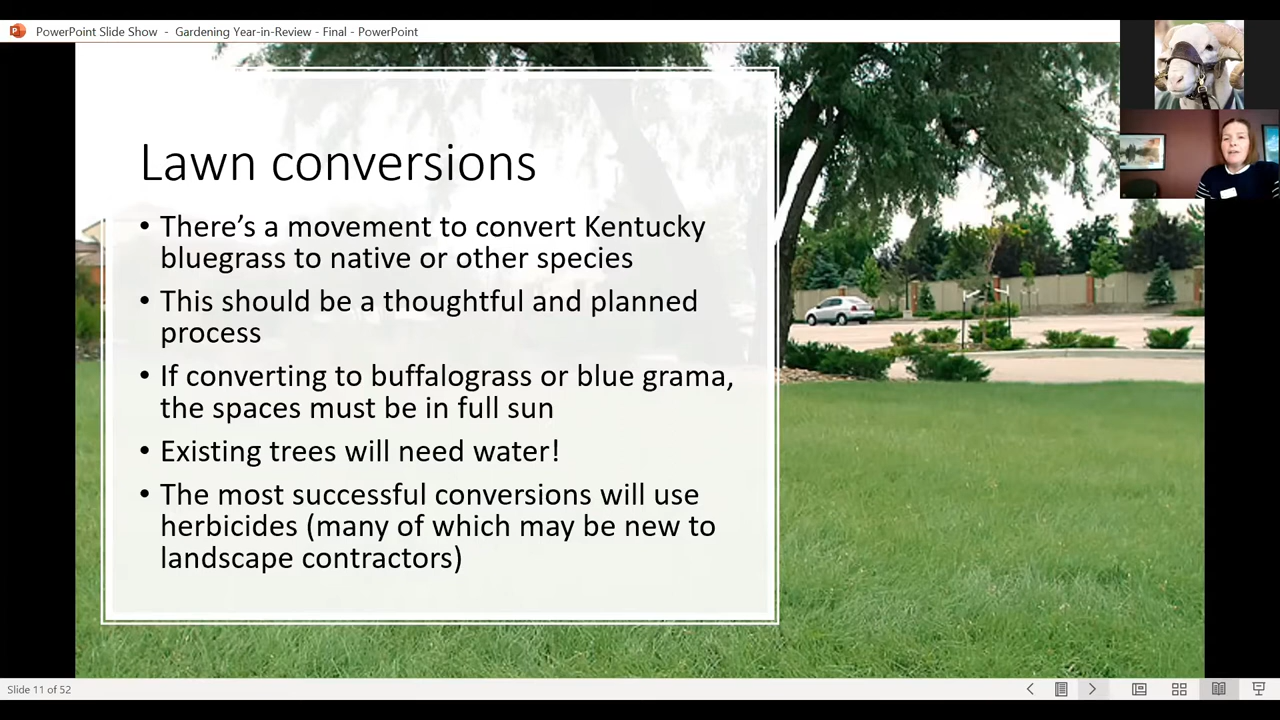 PowerPoint Slide Show - Gardening Year-in-Review - Final - PowerPoint
Lawn conversions
• There’s a movement to convert Kentucky
bluegrass to native or other species
• This should be a thoughtful and planned
process
• If converting to buffalograss or blue grama,
the spaces must be in full sun
• Existing trees will need water!
• The most successful conversions will use
herbicides (many of which may be new to
landscape contractors)
Slide 11 of 52